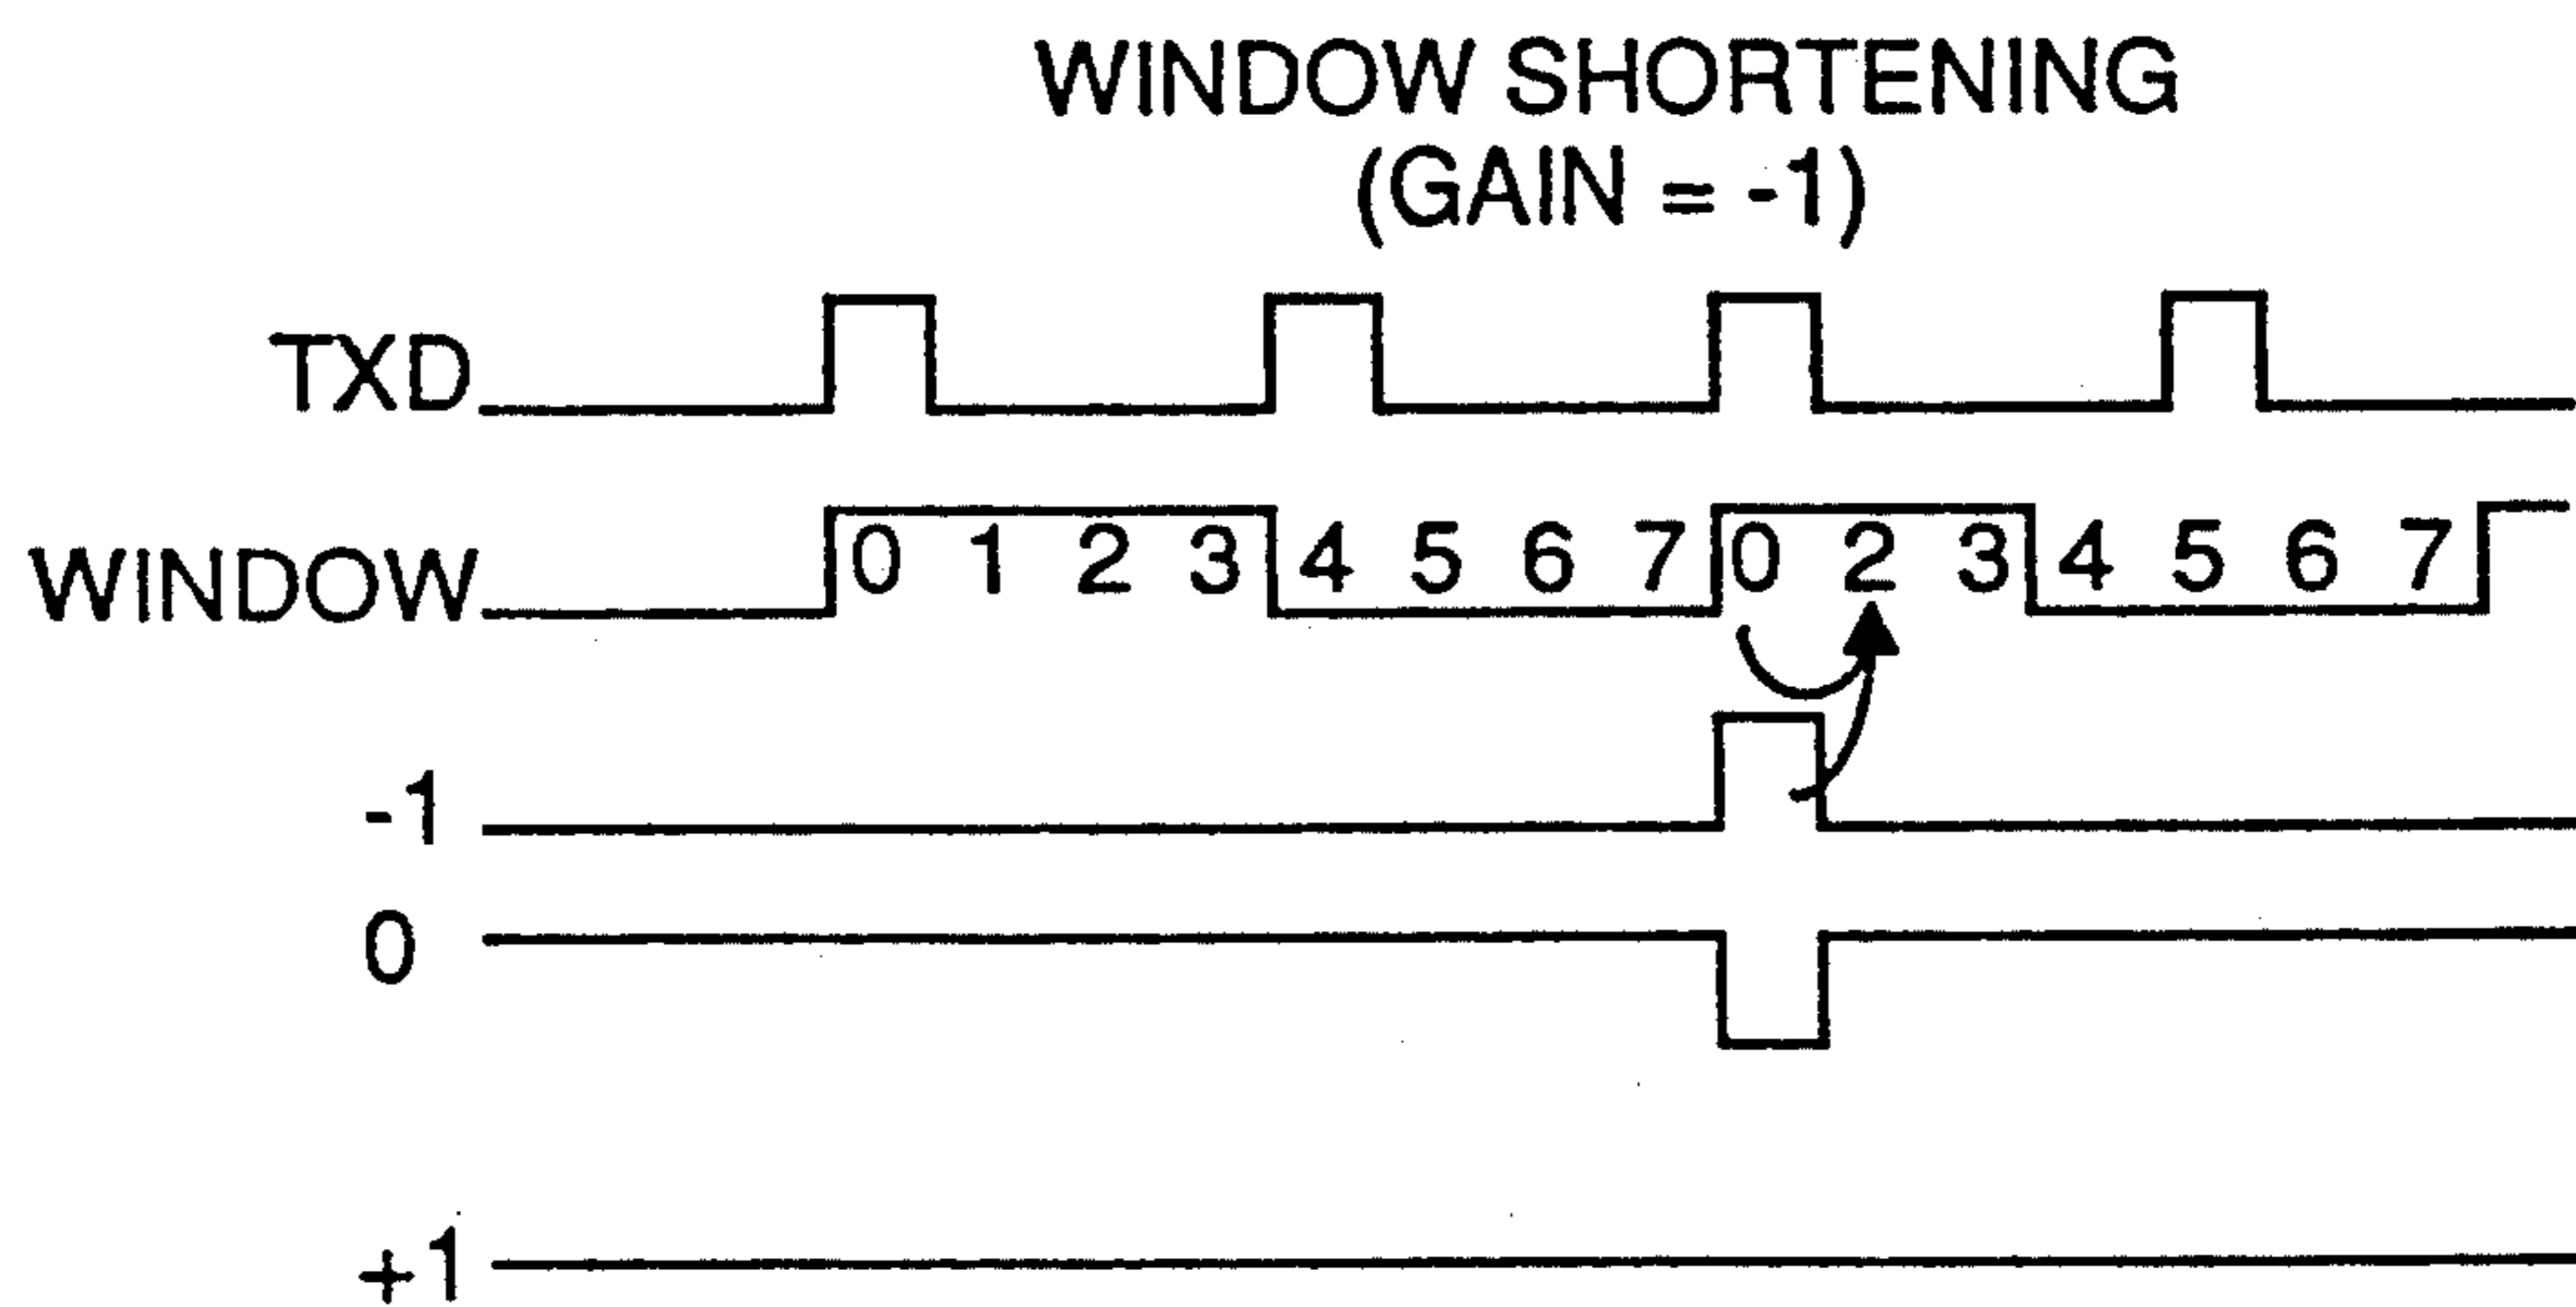 WINDOW SHORTENING
(GAIN = -1)
TXD
WINDOW 0 1 2 3 4 5 6 7 0 2 3 4 5 6 7
-1
0
+1